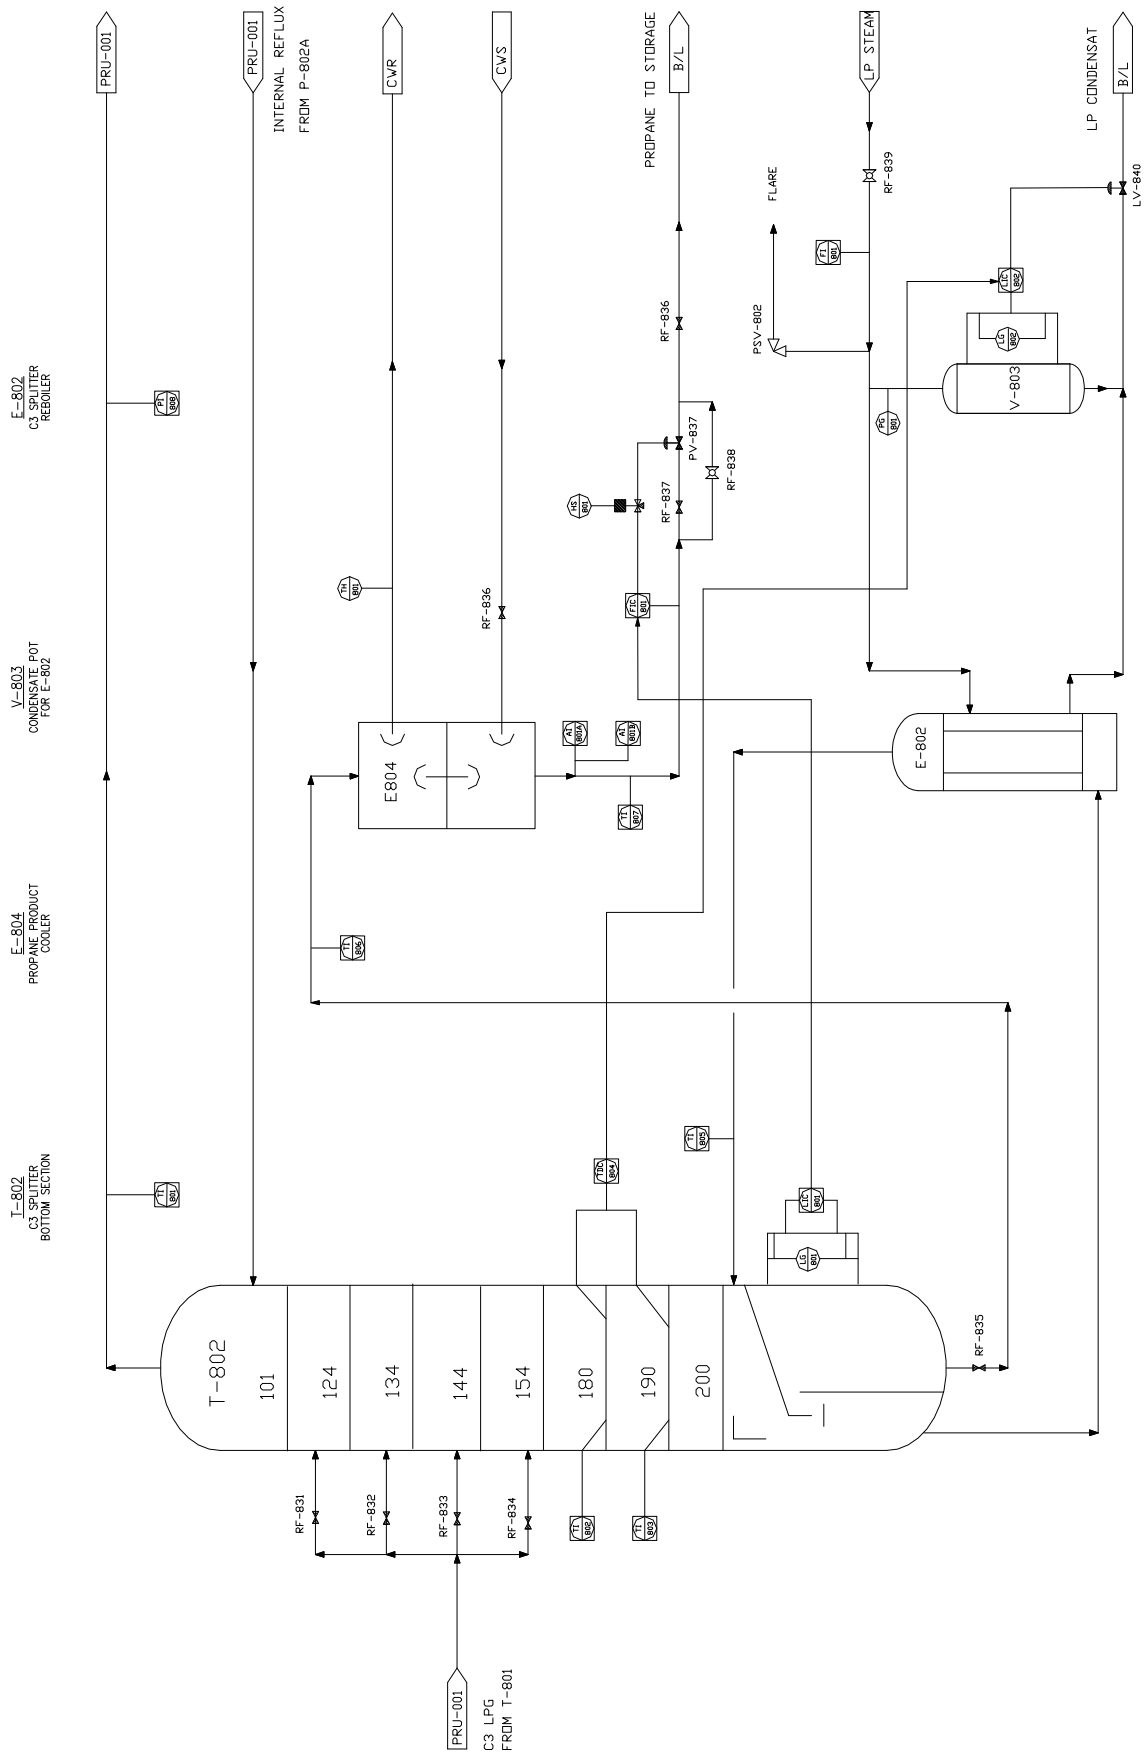 T-802
C3 SPLITTER
BOTTOM SECTION
E-804
PROPANE PRODUCT
COOLER
V-803
CONDENSATE POT
FOR E-802
E-802
C3 SPLITTER
REBOILER
PRU-001
TI
801
PI
808
PRU-001
INTERNAL REFLUX
FROM P-802A
CWR
TH
801
CWS
RF-836
E804
TI
806
AI
801A
AI
801B
TI
807
PROPANE TO STORAGE
B/L
RF-836
PV-837
RF-837
RF-838
HS
801
FIC
801
FLARE
PSV-802
LP STEAM
RF-839
FI
801
PG
801
LIC
802
LG
802
V-803
LP CONDENSAT
B/L
LV-840
E-802
TI
805
TDC
804
LIC
801
LG
801
T-802
101
124
134
144
154
180
190
200
RF-835
RF-831
RF-832
RF-833
RF-834
TI
802
TI
803
PRU-001
C3 LPG
FROM T-801